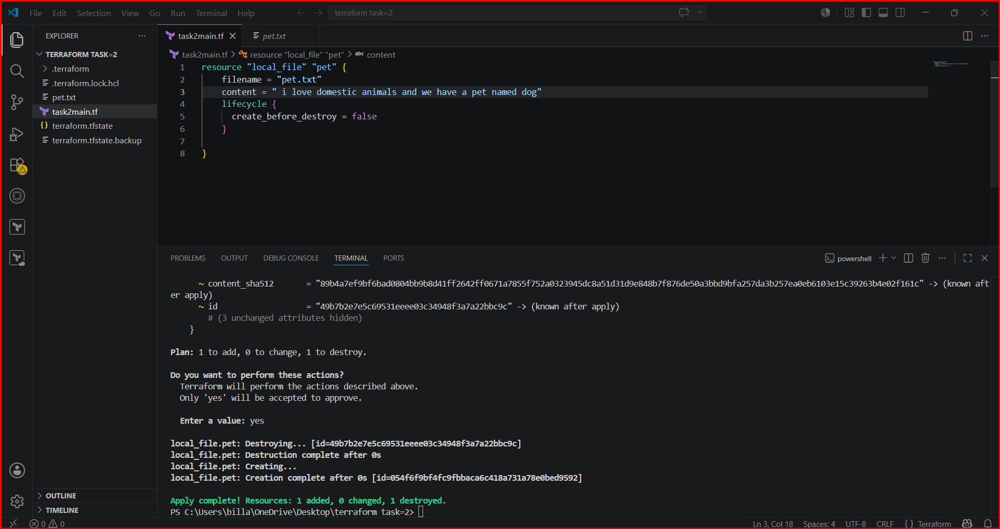 File Edit Selection View Go Run Terminal Help
terraform task=2
EXPLORER
TERRAFORM TASK=2
.terraform
.terraform.lock.hcl
pet.txt
task2main.tf
terraform.tfstate
terraform.tfstate.backup
OUTLINE
TIMELINE
task2main.tf
pet.txt
task2main.tf > resource "local_file" "pet" > abc content
1 resource "local_file" "pet" {
2 filename = "pet.txt"
3 content = " i love domestic animals and we have a pet named dog"
4 lifecycle {
5 create_before_destroy = false
6 }
7
8 }
PROBLEMS OUTPUT DEBUG CONSOLE TERMINAL PORTS
powershell
~ content_sha512 = "89b4a7ef9bf6bad0804bb9b8d41ff2642ff0671a7855f752a0323945dc8a51d31d9e848b7f876de50a3bbd9bfa257da3b257ea0eb6103e15c39263b4e02f161c" -> (known aft
er apply)
~ id = "49b7b2e7e5c69531eeee03c34948f3a7a22bbc9c" -> (known after apply)
# (3 unchanged attributes hidden)
}
Plan: 1 to add, 0 to change, 1 to destroy.
Do you want to perform these actions?
Terraform will perform the actions described above.
Only 'yes' will be accepted to approve.
Enter a value: yes
local_file.pet: Destroying... [id=49b7b2e7e5c69531eeee03c34948f3a7a22bbc9c]
local_file.pet: Destruction complete after 0s
local_file.pet: Creating...
local_file.pet: Creation complete after 0s [id=054f6f9bf4fc9fbbaca6c418a731a78e0bed9592]
Apply complete! Resources: 1 added, 0 changed, 1 destroyed.
PS C:\Users\billa\OneDrive\Desktop\terraform task=2>
0 0
Ln 3, Col 18 Spaces: 4 UTF-8 CRLF { } Terraform